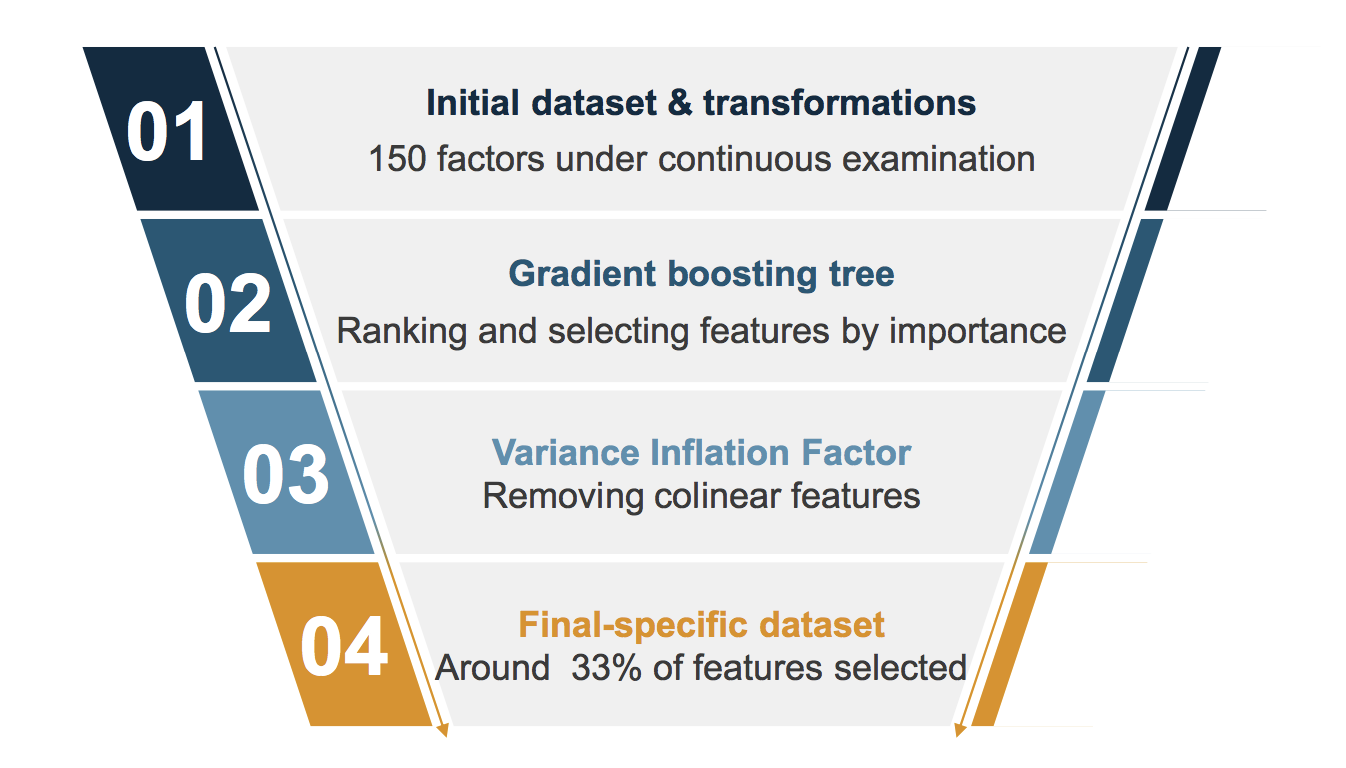 01
Initial dataset & transformations
150 factors under continuous examination
02
Gradient boosting tree
Ranking and selecting features by importance
03
Variance Inflation Factor
Removing colinear features
04
Final-specific dataset
Around  33% of features selected